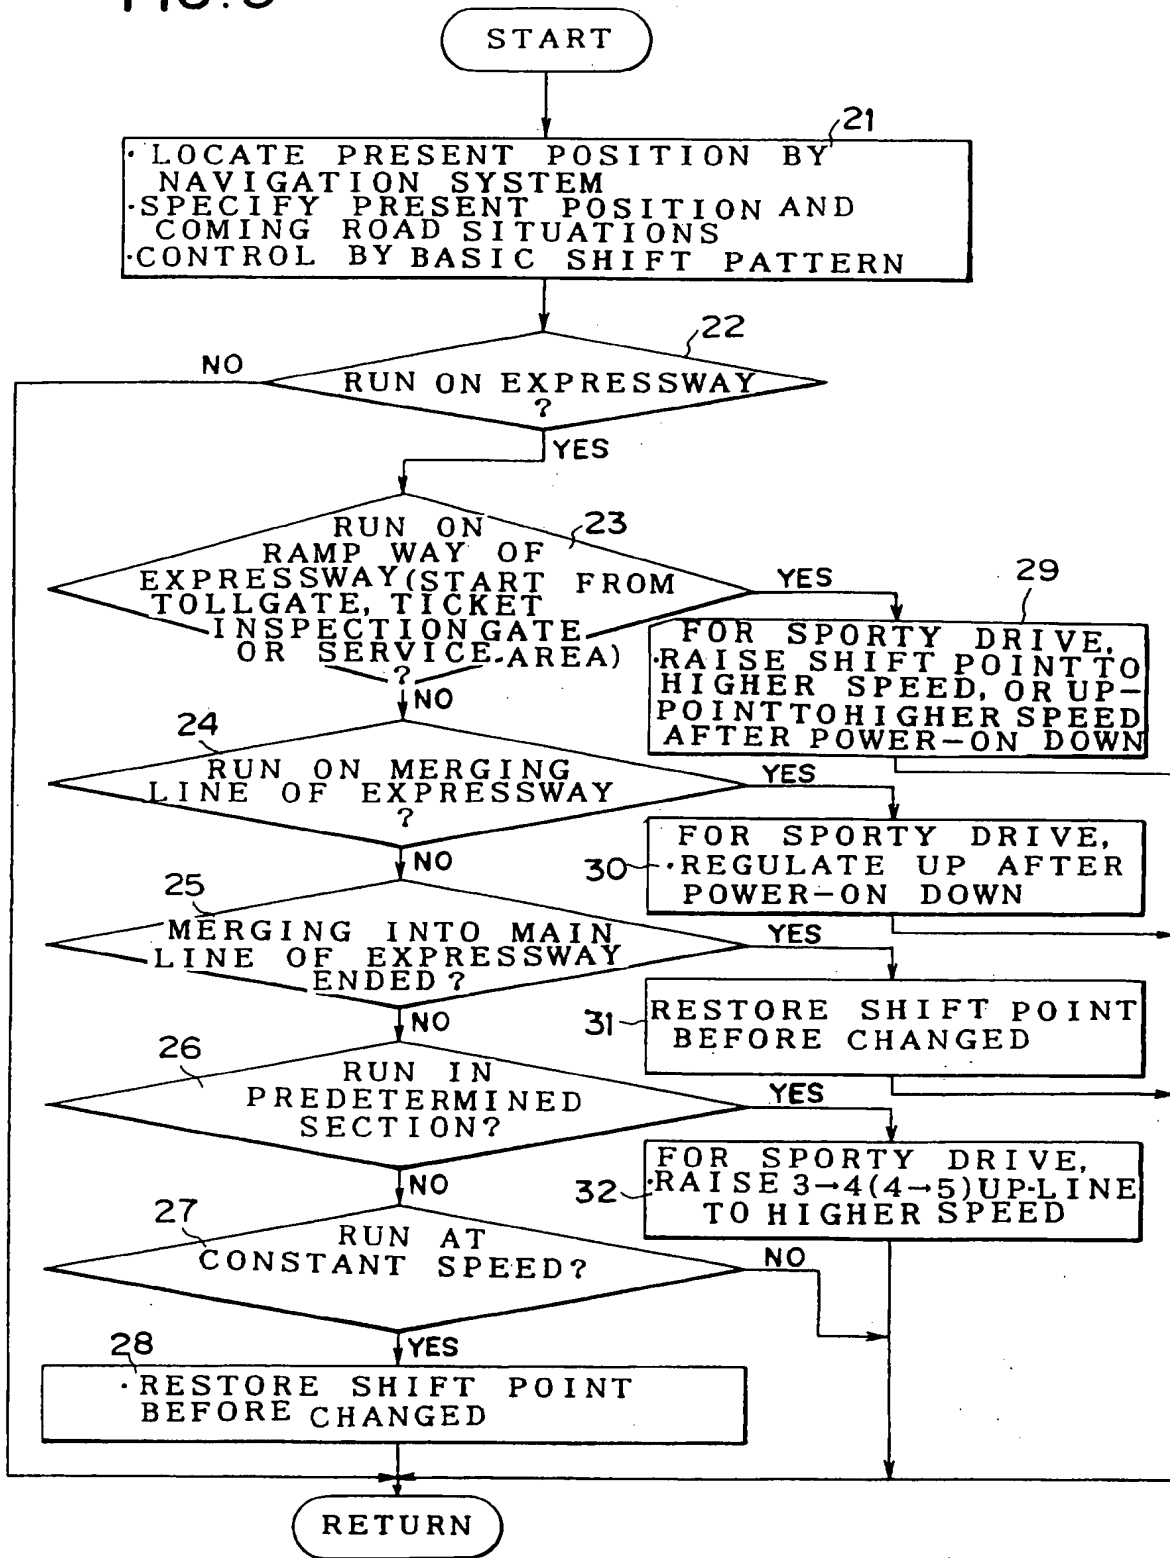 START
21
· LOCATE PRESENT POSITION BY
NAVIGATION SYSTEM
·SPECIFY PRESENT POSITION AND
COMING ROAD SITUATIONS
·CONTROL BY BASIC SHIFT PATTERN
22
NO
RUN ON EXPRESSWAY
?
YES
23
RUN ON
RAMP WAY OF
EXPRESSWAY(START FROM
TOLLGATE, TICKET
INSPECTION GATE
OR SERVICE-AREA)
?
YES
29
FOR SPORTY DRIVE,
·RAISE SHIFT POINT TO
HIGHER SPEED, OR UP-
POINT TO HIGHER SPEED
AFTER POWER-ON DOWN
NO
24
RUN ON MERGING
LINE OF EXPRESSWAY
?
YES
30
FOR SPORTY DRIVE,
·REGULATE UP AFTER
POWER-ON DOWN
NO
25
MERGING INTO MAIN
LINE OF EXPRESSWAY
ENDED?
YES
31
RESTORE SHIFT POINT
BEFORE CHANGED
NO
26
RUN IN
PREDETERMINED
SECTION?
YES
32
FOR SPORTY DRIVE,
·RAISE 3→4(4→5)UP-LINE
TO HIGHER SPEED
NO
27
RUN AT
CONSTANT SPEED?
NO
YES
28
·RESTORE SHIFT POINT
BEFORE CHANGED
RETURN